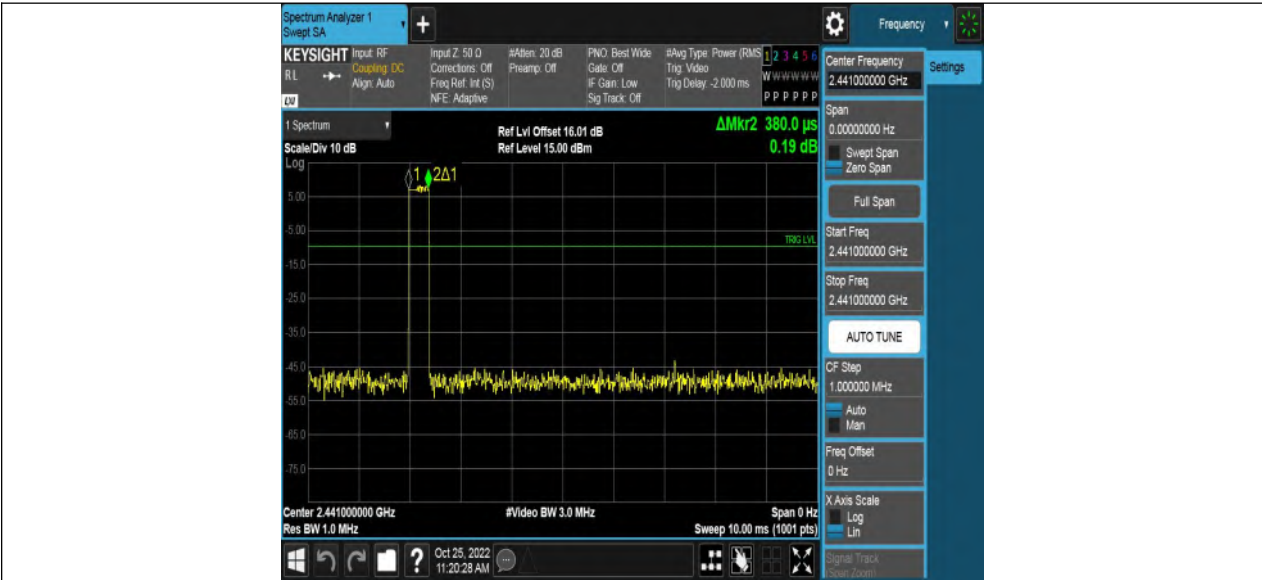 Spectrum Analyzer 1
Swept SA
Frequency
KEYSIGHT
RL
LXI
Input: RF
Coupling: DC
Align: Auto
Input Z: 50 Ω
Corrections: Off
Freq Ref: Int (S)
NFE: Adaptive
#Atten: 20 dB
Preamp: Off
PNO: Best Wide
Gate: Off
IF Gain: Low
Sig Track: Off
#Avg Type: Power (RMS
Trig: Video
Trig Delay: -2.000 ms
1 2 3 4 5 6
W W W W W W
P P P P P P
Center Frequency
2.441000000 GHz
Settings
Span
0.00000000 Hz
Swept Span
Zero Span
Full Span
Start Freq
2.441000000 GHz
Stop Freq
2.441000000 GHz
AUTO TUNE
CF Step
1.000000 MHz
Auto
Man
Freq Offset
0 Hz
X Axis Scale
Log
Lin
Signal Track
(Span Zoom)
1 Spectrum
Scale/Div 10 dB
Log
Ref Lvl Offset 16.01 dB
Ref Level 15.00 dBm
ΔMkr2 380.0 µs
0.19 dB
1 2Δ1
5.00
-5.00
TRIG LVL
-15.0
-25.0
-35.0
-45.0
-55.0
-65.0
-75.0
Center 2.441000000 GHz
#Video BW 3.0 MHz
Span 0 Hz
Res BW 1.0 MHz
Sweep 10.00 ms (1001 pts)
?
Oct 25, 2022
11:20:28 AM